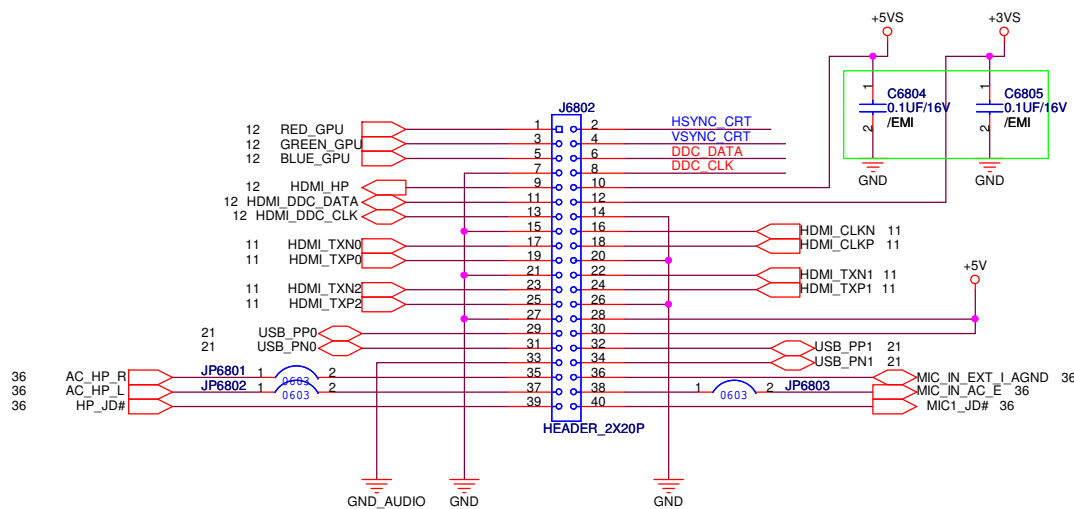 +5VS +3VS
1 C6804 1 C6805
0.1UF/16V 0.1UF/16V
2 /EMI 2 /EMI
GND GND
J6802
12 RED_GPU 1 2 HSYNC_CRT
12 GREEN_GPU 3 4 VSYNC_CRT
12 BLUE_GPU 5 6 DDC_DATA
7 8 DDC_CLK
12 HDMI_HP 9 10
12 HDMI_DDC_DATA 11 12
12 HDMI_DDC_CLK 13 14
15 16 HDMI_CLKN 11
11 HDMI_TXN0 17 18 HDMI_CLKP 11
11 HDMI_TXP0 19 20
21 22 HDMI_TXN1 11
11 HDMI_TXN2 23 24 HDMI_TXP1 11
11 HDMI_TXP2 25 26
+5V
27 28
21 USB_PP0 29 30
21 USB_PN0 31 32 USB_PP1 21
33 34 USB_PN1 21
36 AC_HP_R JP6801 1 0603 2 35 36 MIC_IN_EXT_I_AGND 36
36 AC_HP_L JP6802 1 0603 2 37 38 1 0603 2 JP6803 MIC_IN_AC_E 36
36 HP_JD# 39 40 MIC1_JD# 36
HEADER_2X20P
GND_AUDIO GND GND